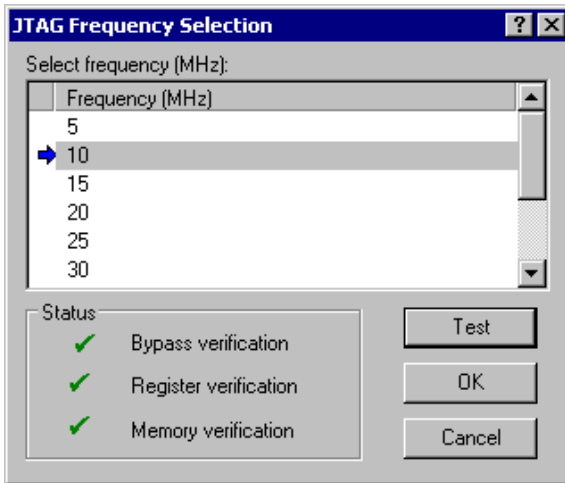 JTAG Frequency Selection
Select frequency (MHz):
Frequency (MHz)
5
10
15
20
25
30
Status
Bypass verification
Register verification
Memory verification
Test
OK
Cancel